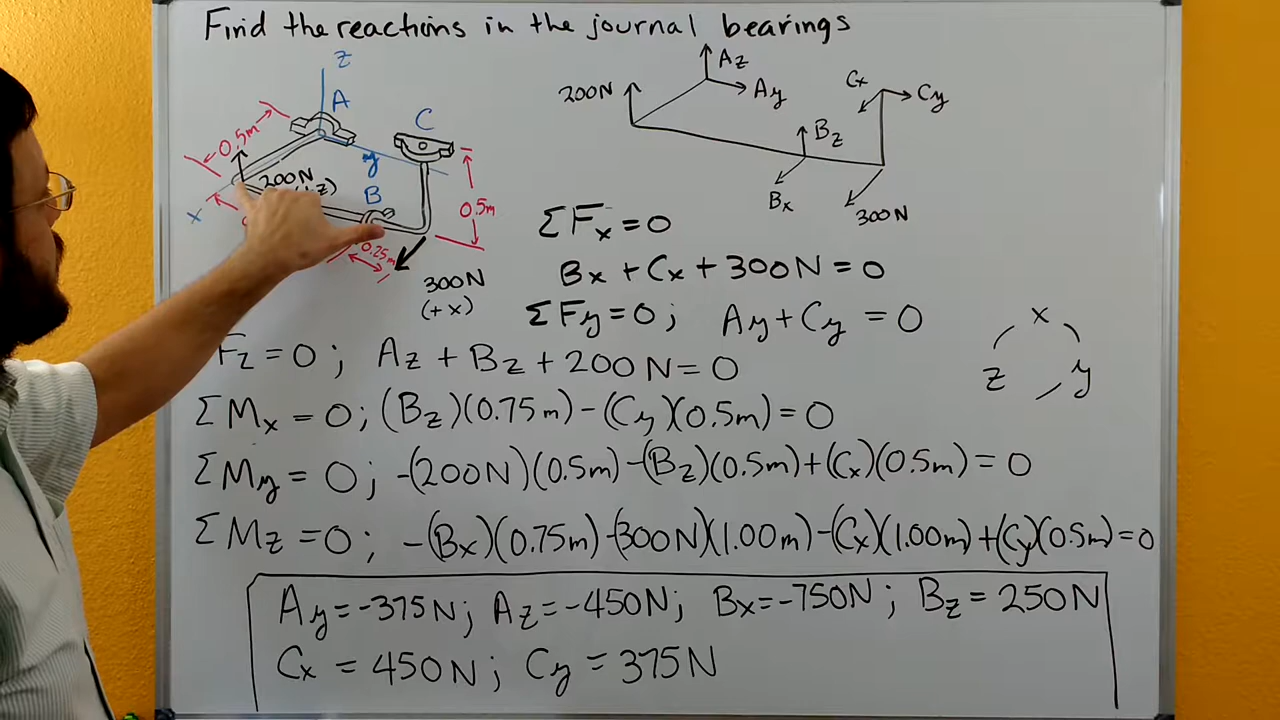 Find the reactions in the journal bearings
z
A
C
0.5m
y
x
200N
B
0.5m
0.25m
300N
(+x)
200N
Az
Ay
Cx
Cy
Bz
Bx
300N
ΣFx=0
Bx + Cx + 300N = 0
ΣFy=0; Ay + Cy = 0
x
z
y
Fz = 0; Az + Bz + 200N = 0
ΣMx = 0; (Bz)(0.75m) - (Cy)(0.5m) = 0
ΣMy = 0; -(200N)(0.5m) - (Bz)(0.5m) + (Cx)(0.5m) = 0
ΣMz = 0; -(Bx)(0.75m) - (300N)(1.00m) - (Cx)(1.00m) + (Cy)(0.5m) = 0
Ay = -375N; Az = -450N; Bx = -750N; Bz = 250N
Cx = 450N; Cy = 375N